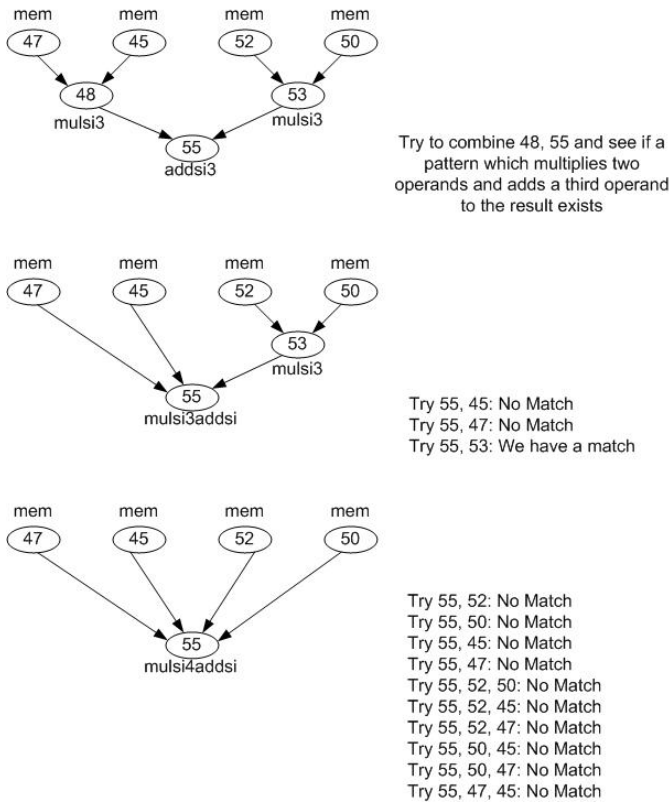 mem mem mem mem
47 45 52 50
48 53
mulsi3 mulsi3
55
addsi3
Try to combine 48, 55 and see if a
pattern which multiplies two
operands and adds a third operand
to the result exists
mem mem mem mem
47 45 52 50
53
mulsi3
55
mulsi3addsi
Try 55, 45: No Match
Try 55, 47: No Match
Try 55, 53: We have a match
mem mem mem mem
47 45 52 50
55
mulsi4addsi
Try 55, 52: No Match
Try 55, 50: No Match
Try 55, 45: No Match
Try 55, 47: No Match
Try 55, 52, 50: No Match
Try 55, 52, 45: No Match
Try 55, 52, 47: No Match
Try 55, 50, 45: No Match
Try 55, 50, 47: No Match
Try 55, 47, 45: No Match